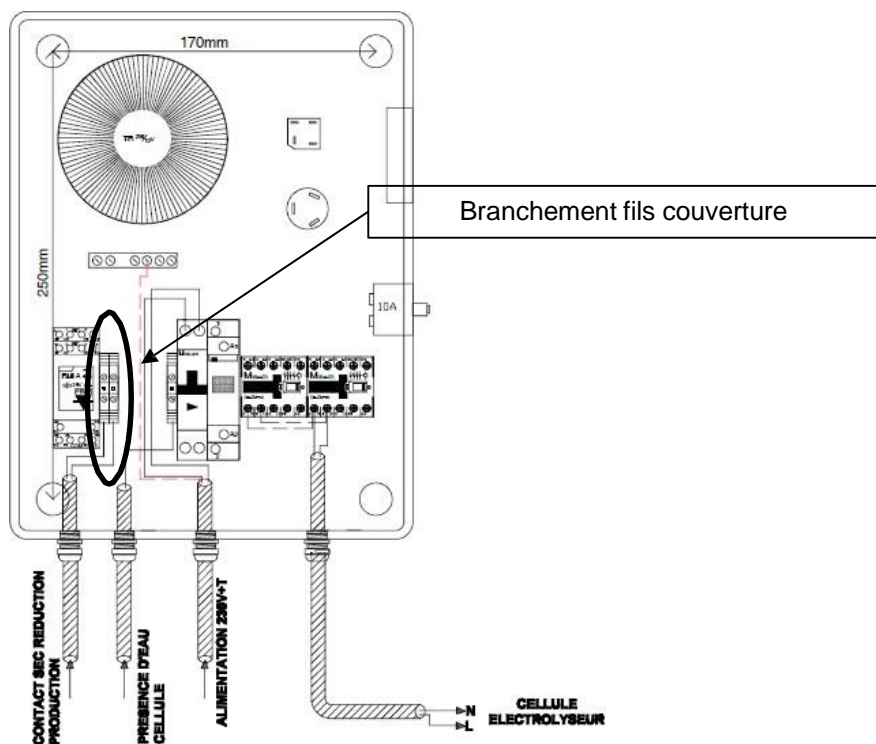 170mm
Branchement fils couverture
250mm
10A
CONTACT SEC REDUCTION
PRODUCTION
PRESENCE D'EAU
CELLULE
ALIMENTATION 230V+T
N
L
CELLULE
ELECTROLYSEUR